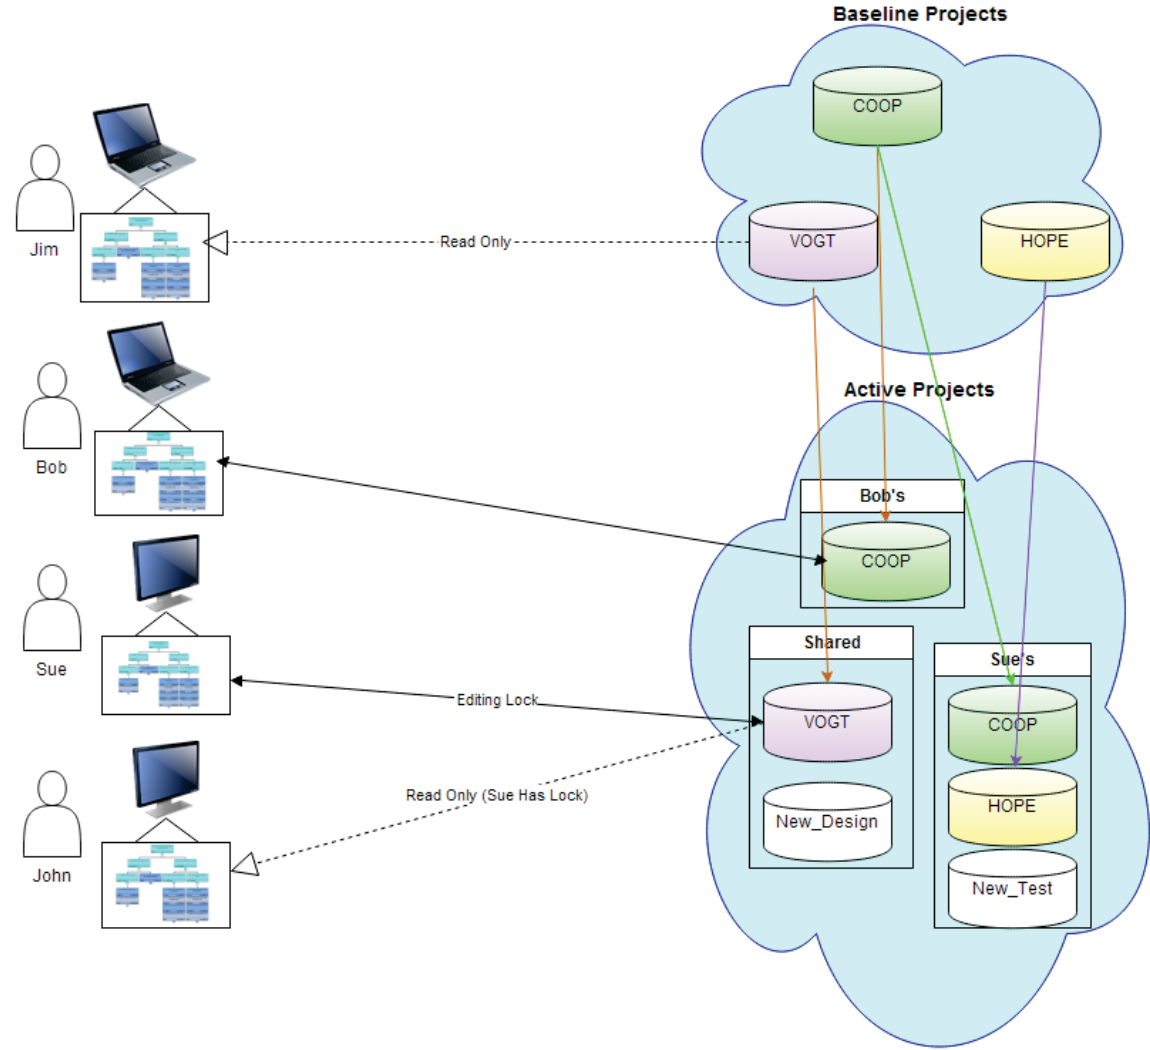 Baseline Projects
COOP
VOGT
HOPE
Jim
Read Only
Active Projects
Bob
Bob's
COOP
Sue
Editing Lock
Shared
VOGT
New_Design
Sue's
COOP
HOPE
New_Test
John
Read Only (Sue Has Lock)